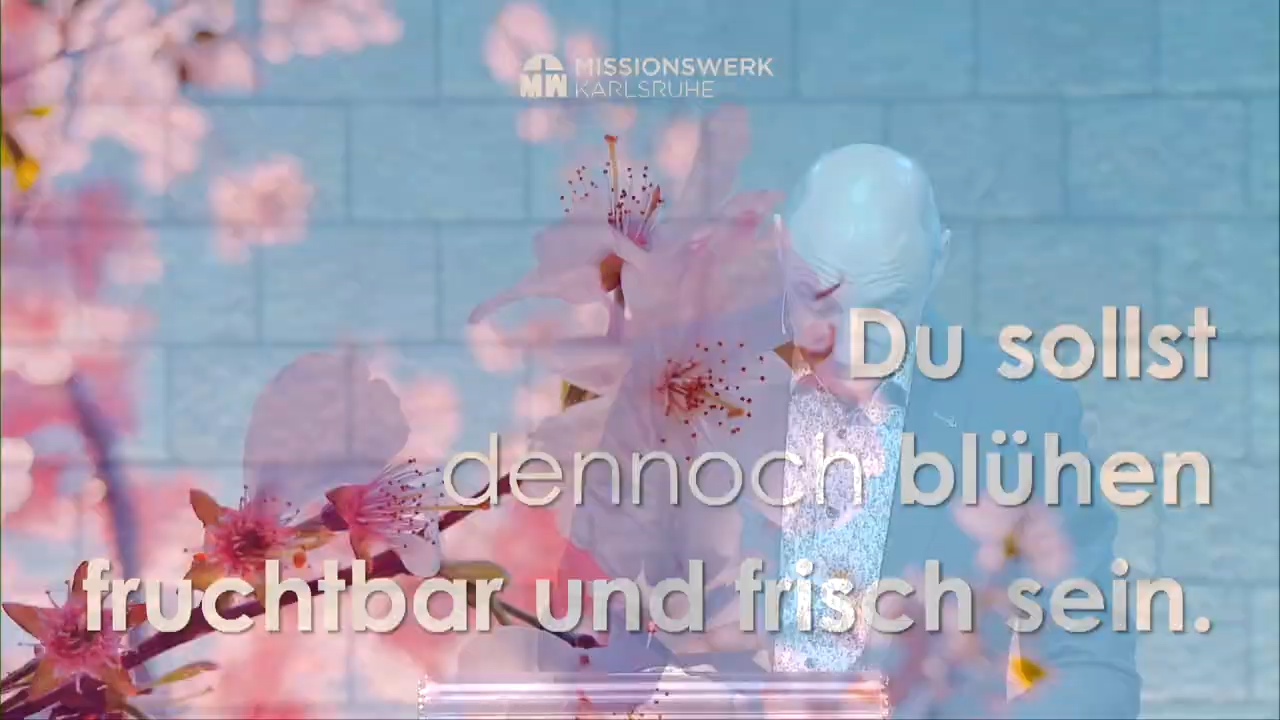 MISSIONSWERK
KARLSRUHE
Du sollst
dennoch blühen
fruchtbar und frisch sein.